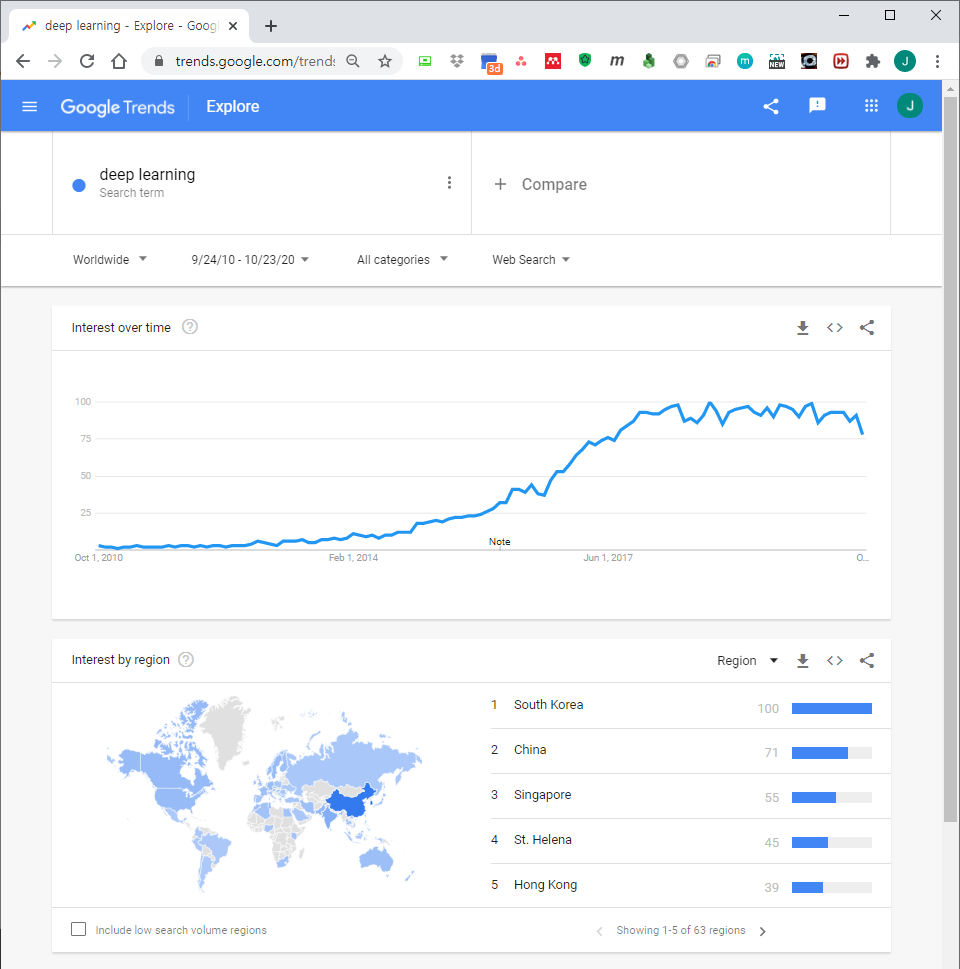 deep learning - Explore - Goog
trends.google.com/trends
3d
m
m
NEW
J
Google Trends
Explore
J
deep learning
Search term
+ Compare
Worldwide
9/24/10 - 10/23/20
All categories
Web Search
Interest over time
?
100
75
50
25
Note
Oct 1, 2010
Feb 1, 2014
Jun 1, 2017
O...
Interest by region
?
Region
1 South Korea 100
2 China 71
3 Singapore 55
4 St. Helena 45
5 Hong Kong 39
Include low search volume regions
Showing 1-5 of 63 regions